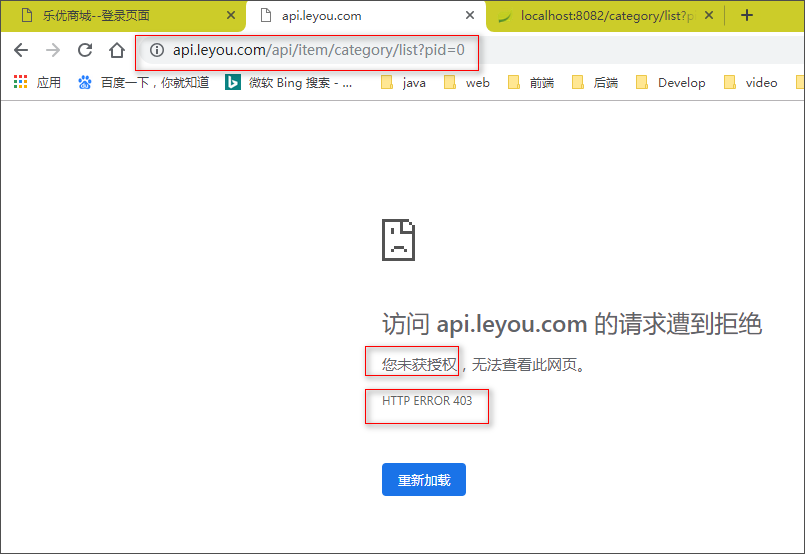 乐优商城--登录页面
api.leyou.com
localhost:8082/category/list?p
api.leyou.com/api/item/category/list?pid=0
应用
百度一下，你就知道
微软 Bing 搜索 - ...
java
web
前端
后端
Develop
video
访问 api.leyou.com 的请求遭到拒绝
您未获授权，无法查看此网页。
HTTP ERROR 403
重新加载